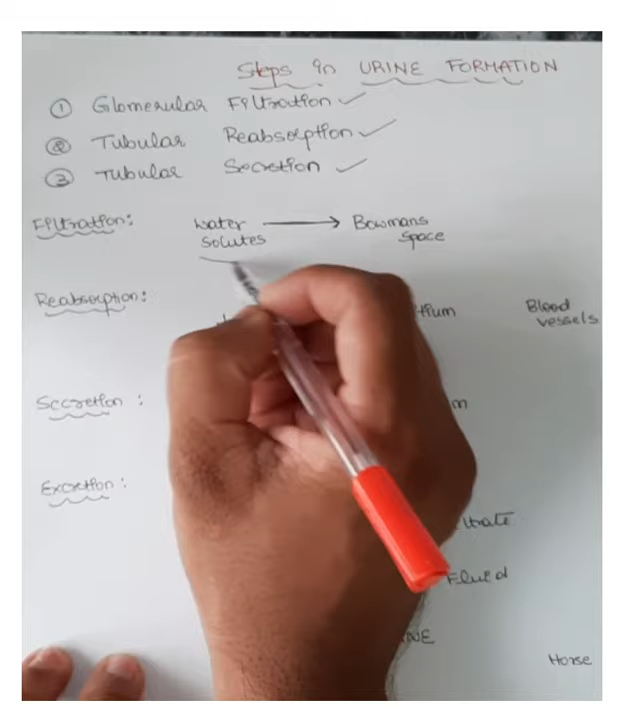 Steps in URINE FORMATION
① Glomerular Filtration ✓
② Tubular Reabsorption ✓
③ Tubular Secretion ✓
Filtration: Water → Bowmans
Solutes Space
Reabsorption: Blood
vessels
Secretion :
Excretion :
Fluid
Horse